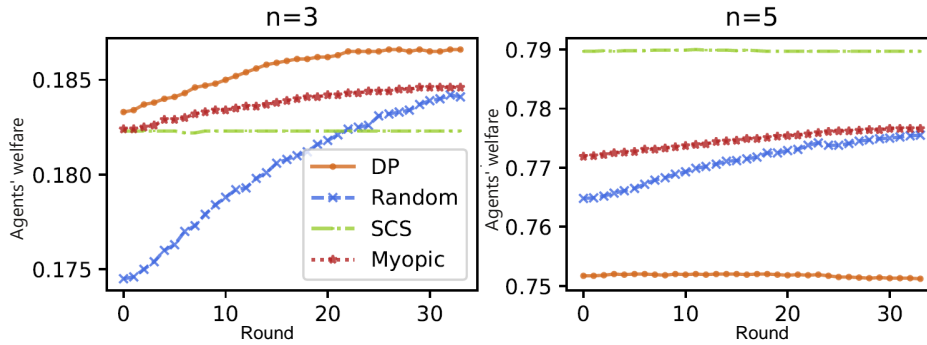 n=3
Agents' welfare
0.185
0.180
0.175
0
10
20
30
Round
DP
Random
SCS
Myopic
n=5
Agents' welfare
0.79
0.78
0.77
0.76
0.75
0
10
20
30
Round